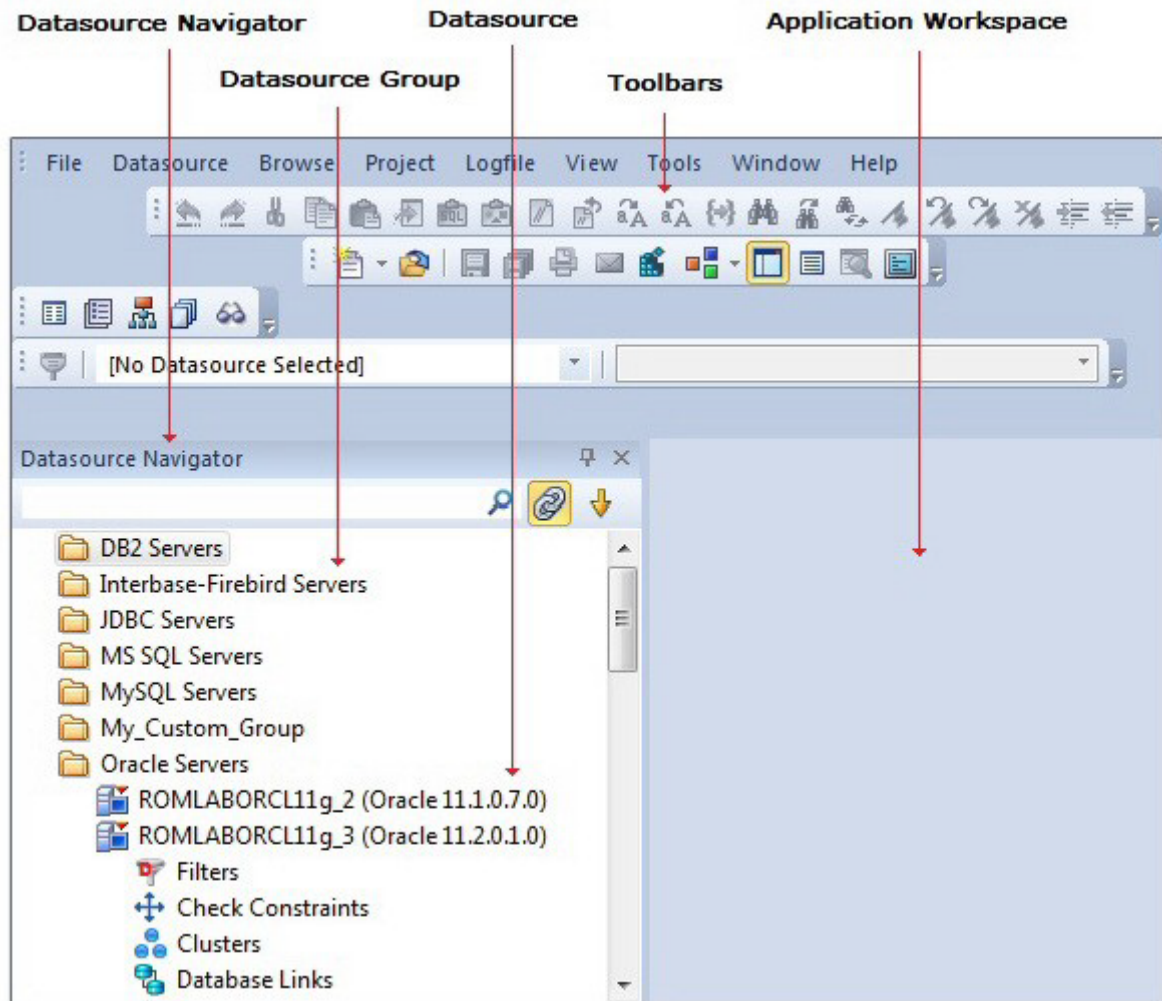 Datasource Navigator
Datasource
Application Workspace
Datasource Group
Toolbars
File Datasource Browse Project Logfile View Tools Window Help
[No Datasource Selected]
Datasource Navigator
DB2 Servers
Interbase-Firebird Servers
JDBC Servers
MS SQL Servers
MySQL Servers
My_Custom_Group
Oracle Servers
ROMLABORCL11g_2 (Oracle 11.1.0.7.0)
ROMLABORCL11g_3 (Oracle 11.2.0.1.0)
Filters
Check Constraints
Clusters
Database Links